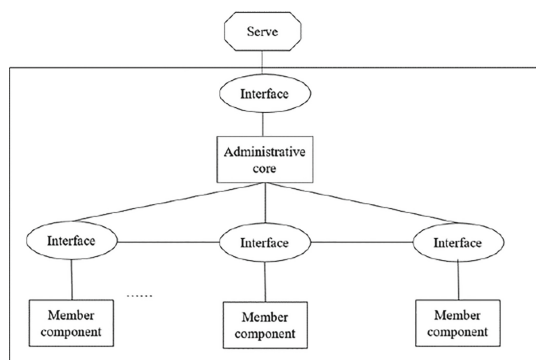 Serve
Interface
Administrative
core
Interface
Interface
Interface
......
Member
component
Member
component
Member
component